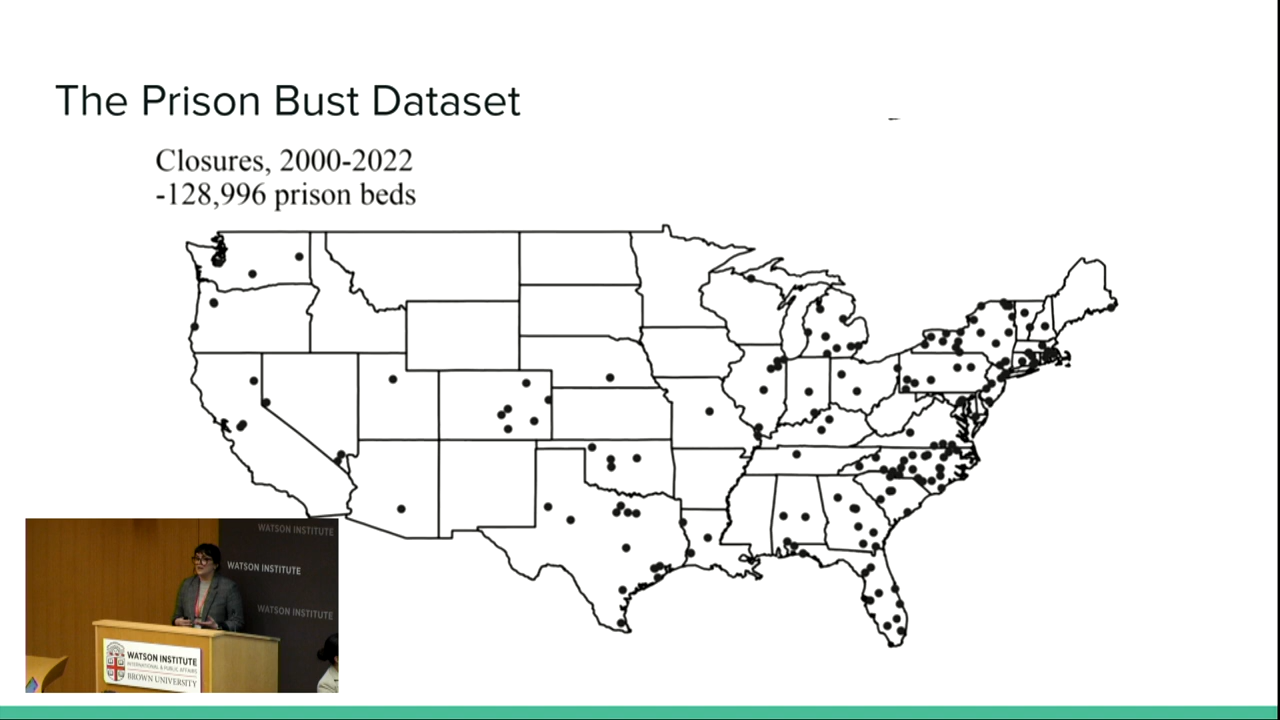 The Prison Bust Dataset
Closures, 2000-2022
-128,996 prison beds
WATSON INSTITUTE
WATSON INSTITUTE
WATSON INSTITUTE
WATSON INSTITUTE
INTERNATIONAL & PUBLIC AFFAIRS
BROWN UNIVERSITY